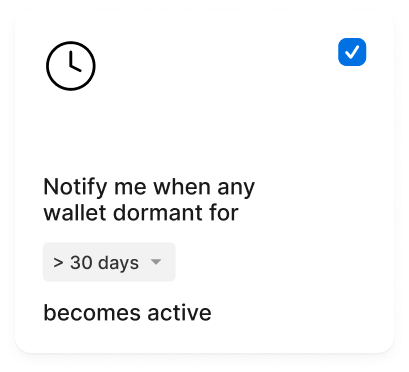 Notify me when any
wallet dormant for
> 30 days
becomes active